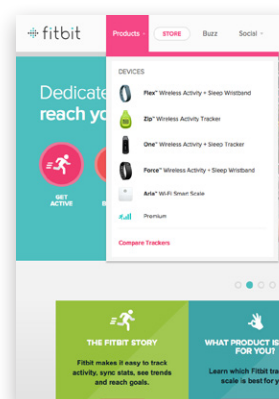 fitbit
Products
STORE
Buzz
Social
DEVICES
Flex™ Wireless Activity + Sleep Wristband
Zip™ Wireless Activity Tracker
One™ Wireless Activity + Sleep Tracker
Force™ Wireless Activity + Sleep Wristband
Aria™ Wi-Fi Smart Scale
Premium
Compare Trackers
Dedicate
reach yo
GET
ACTIVE
THE FITBIT STORY
Fitbit makes it easy to track
activity, sync stats, see trends
and reach goals.
WHAT PRODUCT IS
FOR YOU?
Learn which Fitbit tra
scale is best for y